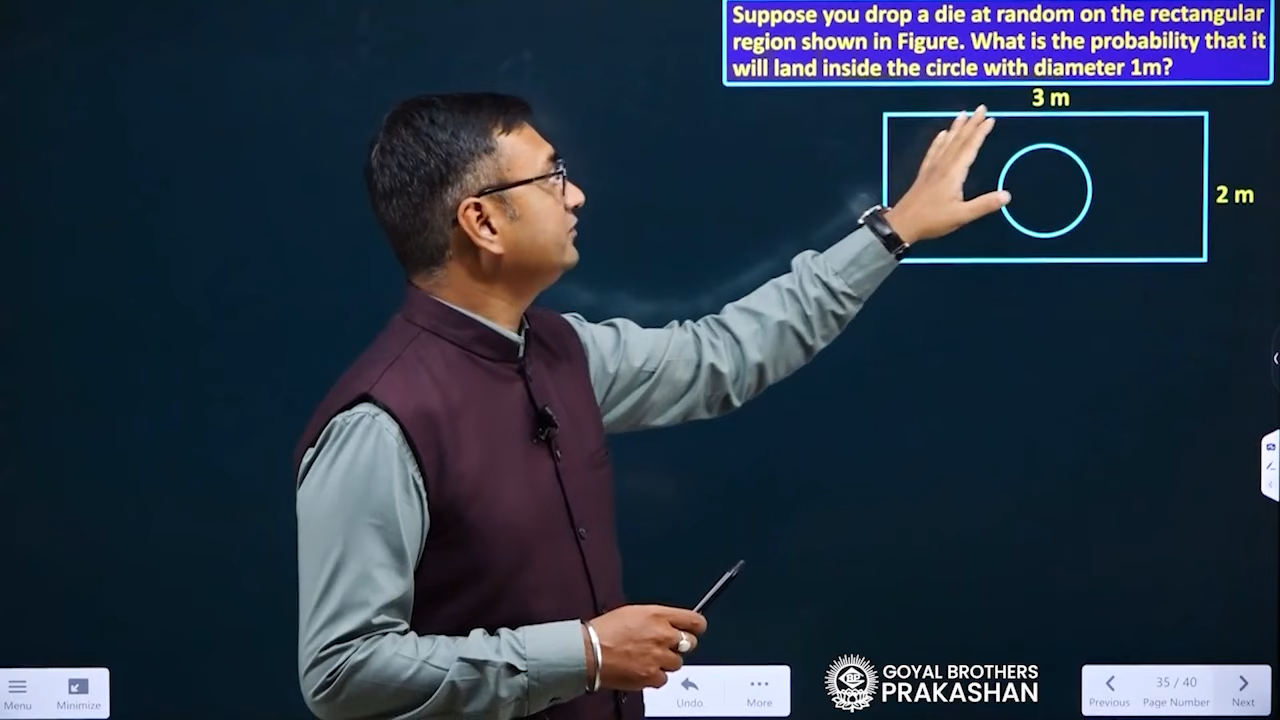 Suppose you drop a die at random on the rectangular
region shown in Figure. What is the probability that it
will land inside the circle with diameter 1m?
3 m
2 m
Menu
Minimize
Undo
More
GOYAL BROTHERS
PRAKASHAN
35 / 40
Previous
Page Number
Next